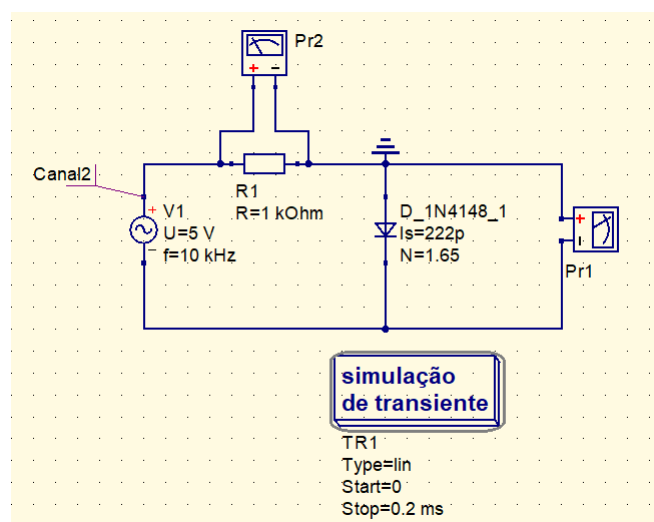 Pr2
+ −
Canal2
R1
R=1 kOhm
+ V1
U=5 V
− f=10 kHz
D_1N4148_1
Is=222p
N=1.65
+
Pr1
simulação
de transiente
TR1
Type=lin
Start=0
Stop=0.2 ms